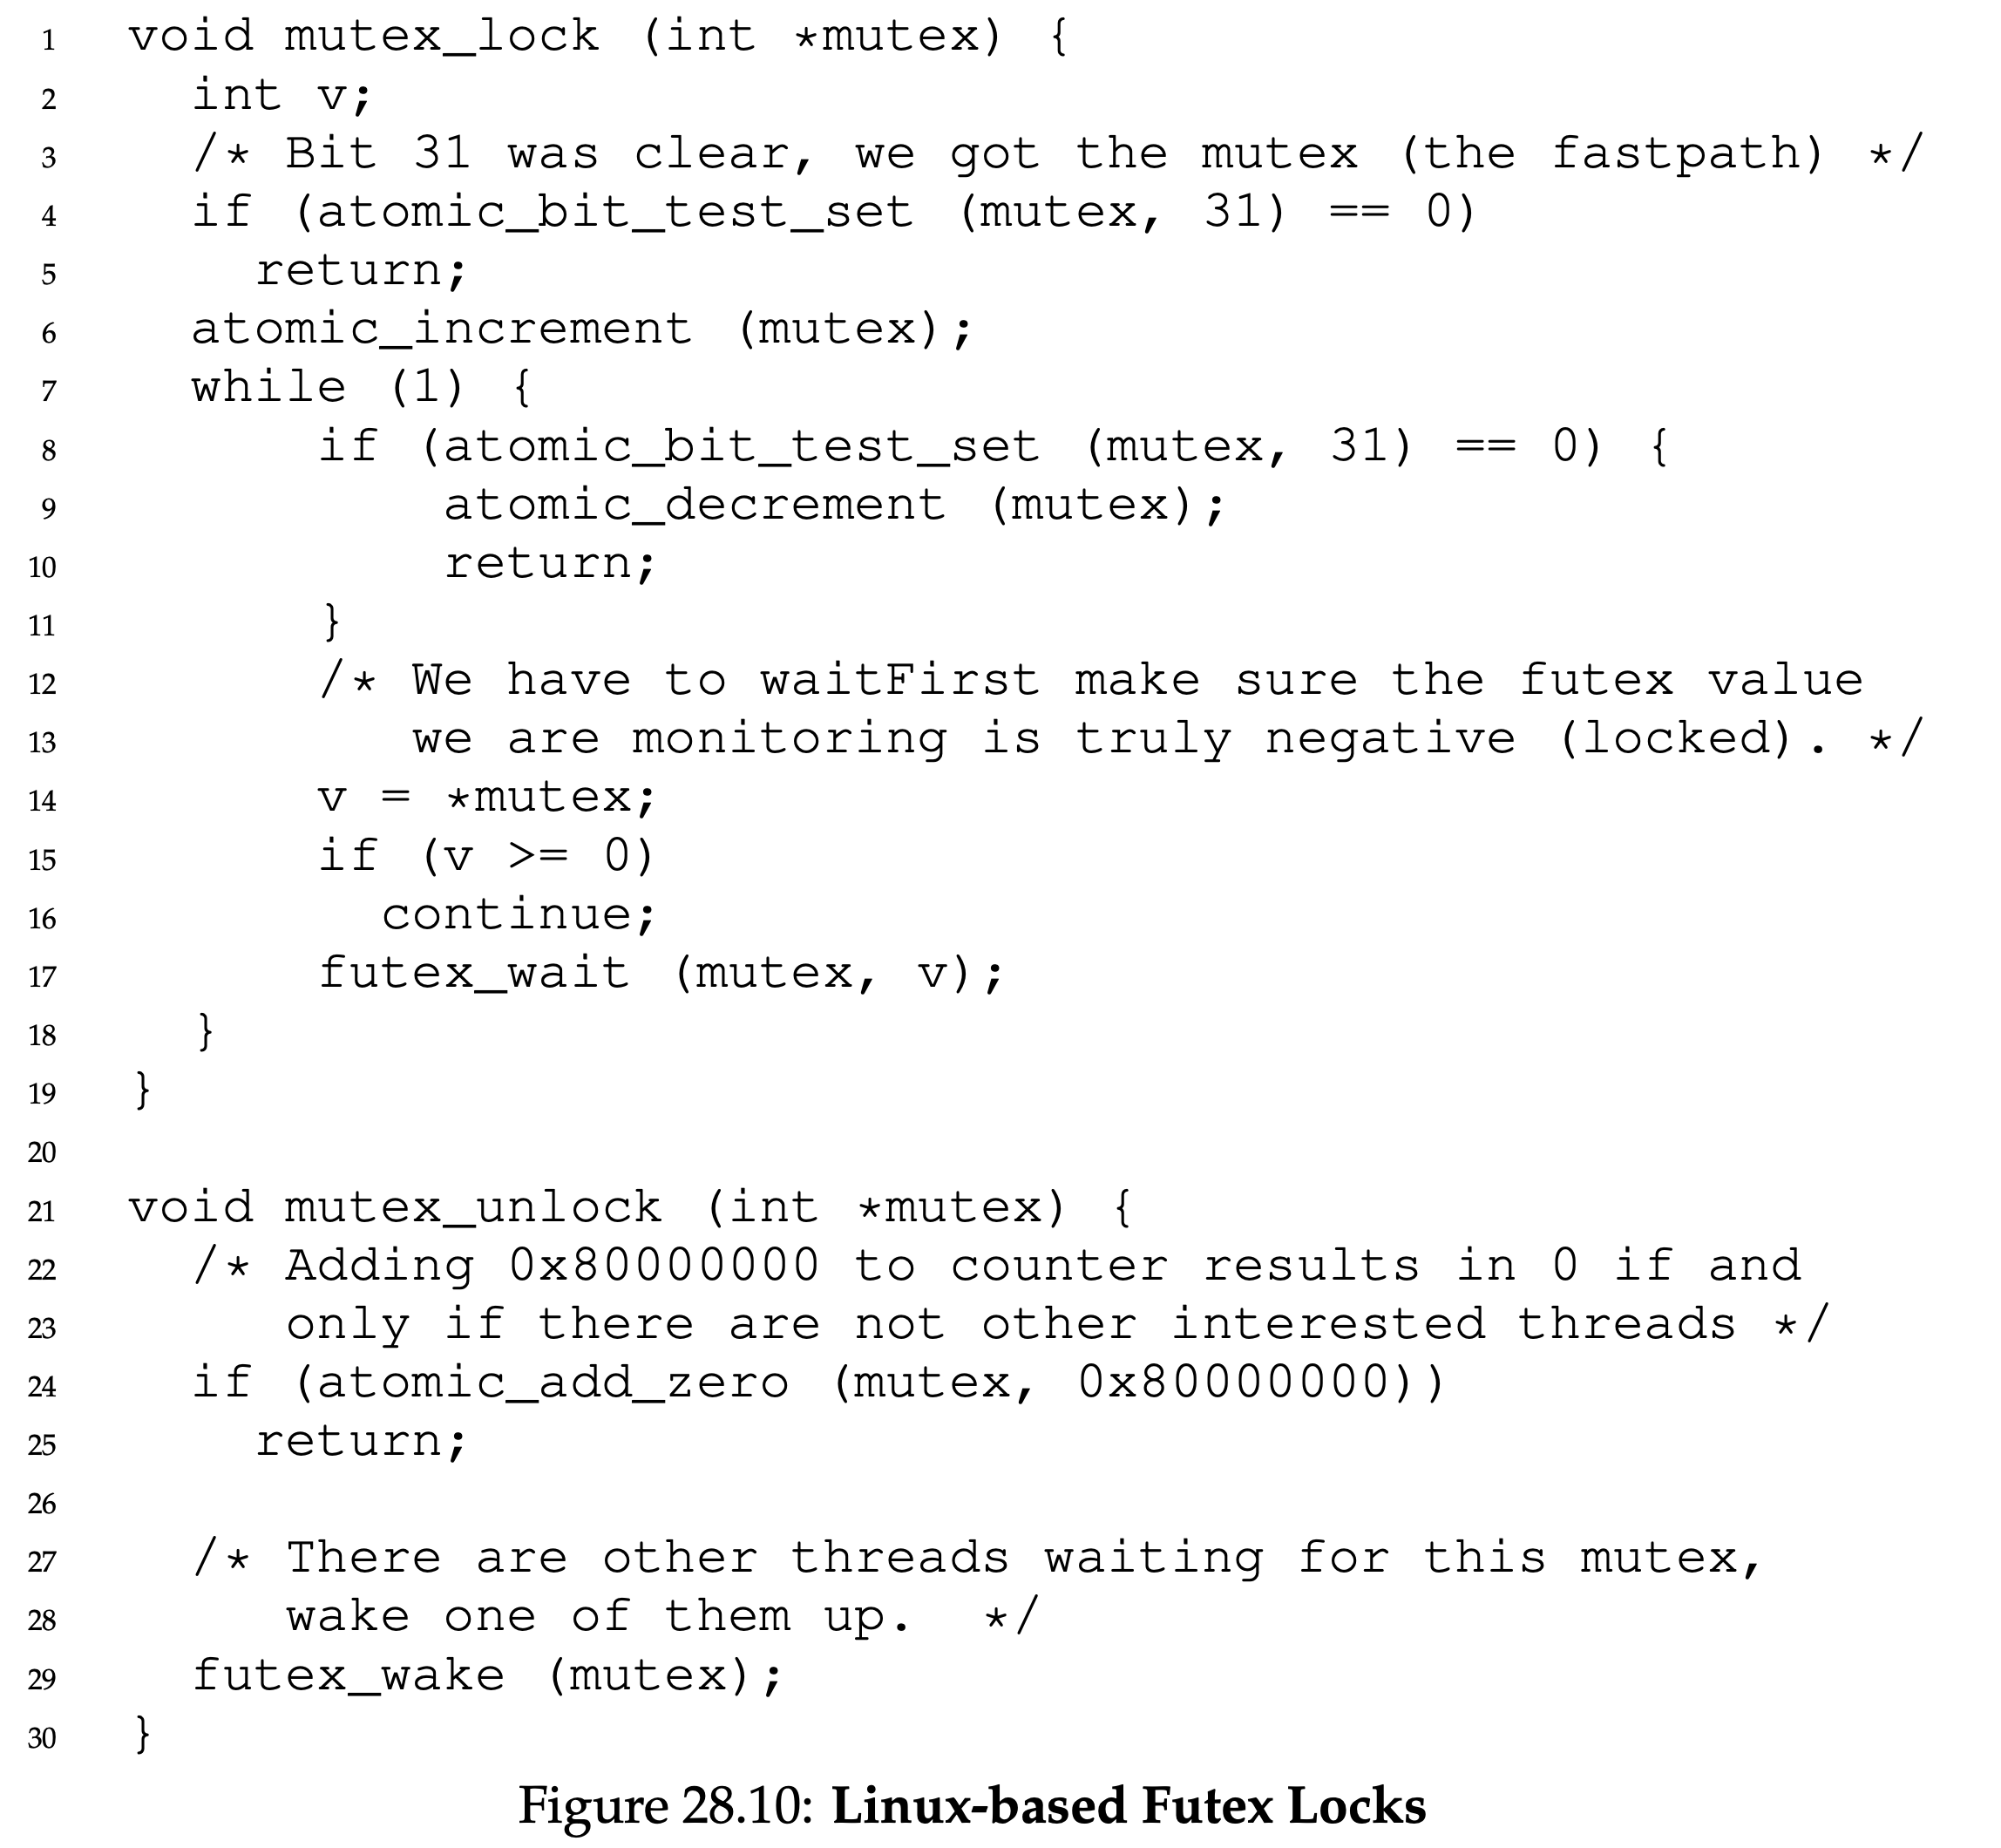 1 void mutex_lock (int *mutex) {
2 int v;
3 /* Bit 31 was clear, we got the mutex (the fastpath) */
4 if (atomic_bit_test_set (mutex, 31) == 0)
5 return;
6 atomic_increment (mutex);
7 while (1) {
8 if (atomic_bit_test_set (mutex, 31) == 0) {
9 atomic_decrement (mutex);
10 return;
11 }
12 /* We have to waitFirst make sure the futex value
13 we are monitoring is truly negative (locked). */
14 v = *mutex;
15 if (v >= 0)
16 continue;
17 futex_wait (mutex, v);
18 }
19 }
20
21 void mutex_unlock (int *mutex) {
22 /* Adding 0x80000000 to counter results in 0 if and
23 only if there are not other interested threads */
24 if (atomic_add_zero (mutex, 0x80000000))
25 return;
26
27 /* There are other threads waiting for this mutex,
28 wake one of them up. */
29 futex_wake (mutex);
30 }
Figure 28.10: Linux-based Futex Locks